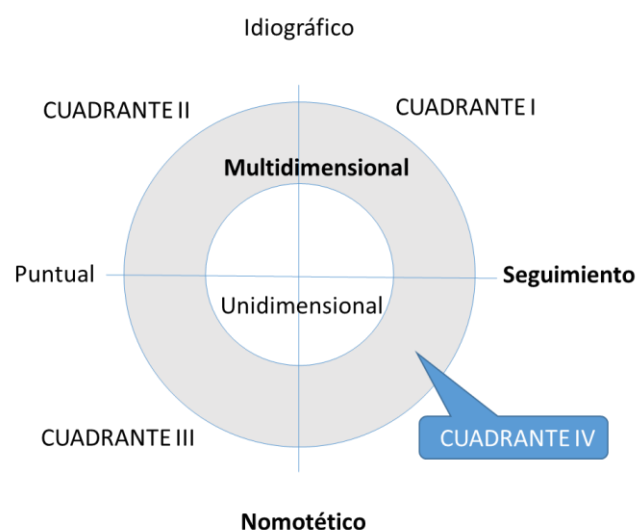 Idiográfico
CUADRANTE II
CUADRANTE I
Multidimensional
Puntual
Seguimiento
Unidimensional
CUADRANTE III
CUADRANTE IV
Nomotético